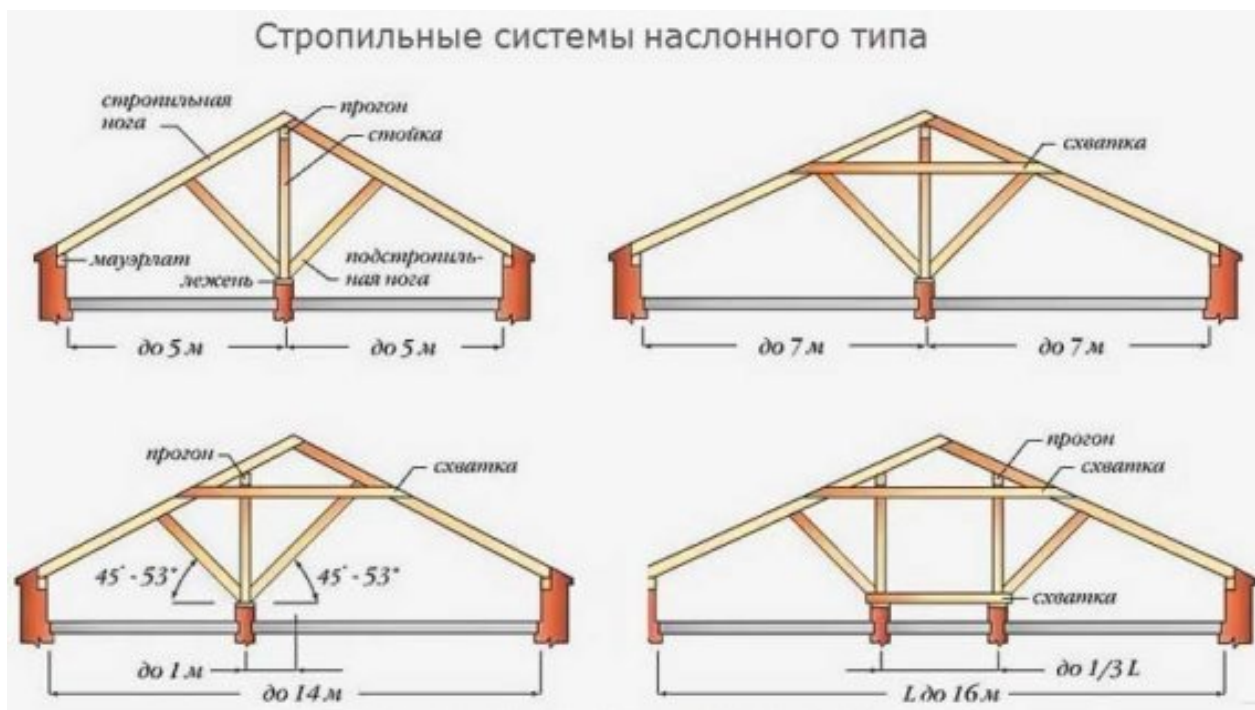 Стропильные системы наслонного типа
стропильная
нога
прогон
стойка
мауэрлат
лежень
подстропиль-
ная нога
до 5 м
до 5 м
схватка
до 7 м
до 7 м
прогон
схватка
45° - 53°
45° - 53°
до 1 м
до 14 м
прогон
схватка
схватка
до 1/3 L
L до 16 м